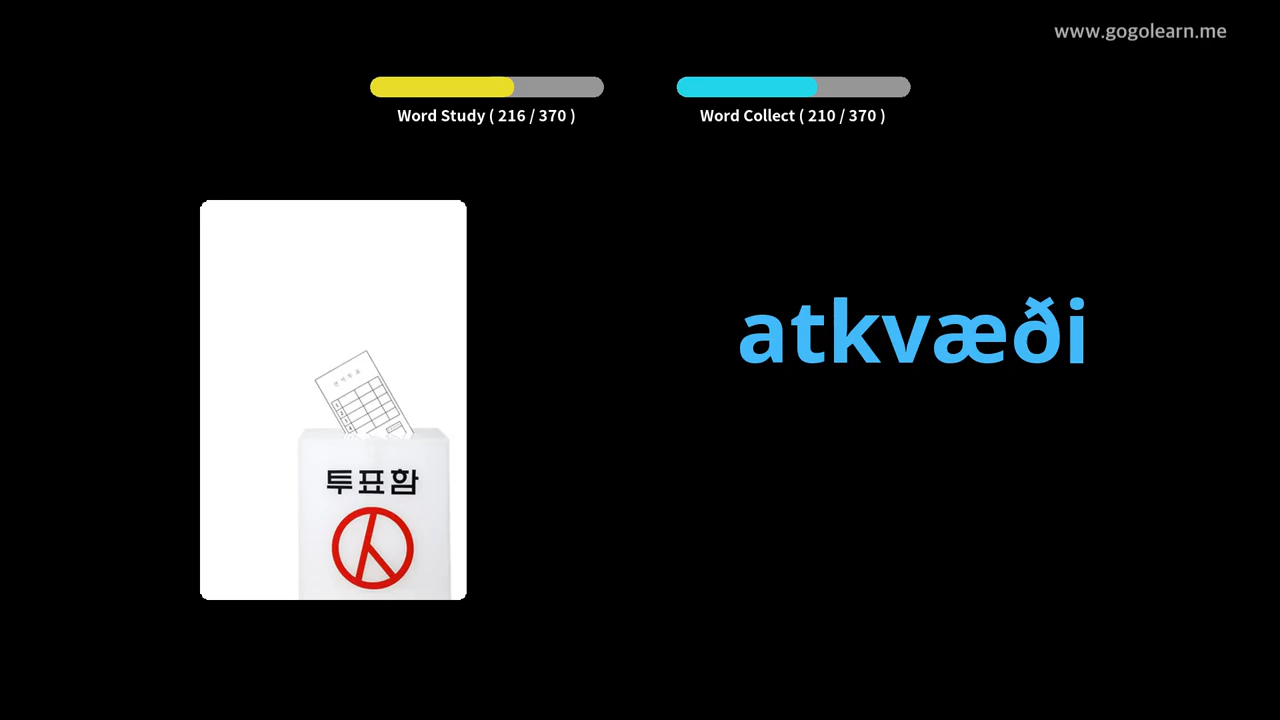 www.gogolearn.me
Word Study ( 216 / 370 )
Word Collect ( 210 / 370 )
atkvæði
투표함